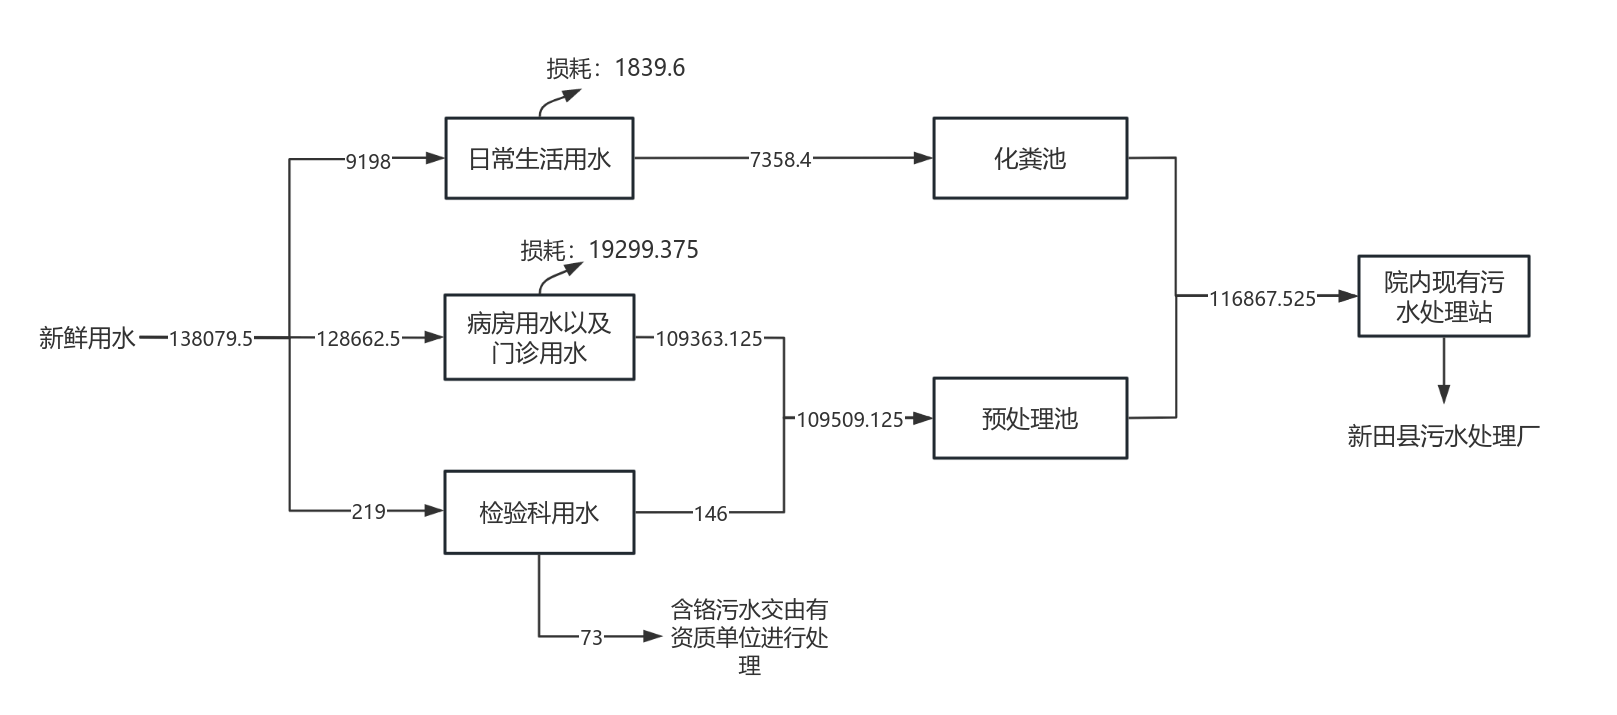 损耗：1839.6
日常生活用水
9198
7358.4
化粪池
损耗：19299.375
新鲜用水
138079.5
128662.5
病房用水以及
门诊用水
109363.125
109509.125
预处理池
116867.525
院内现有污
水处理站
新田县污水处理厂
219
检验科用水
146
73
含铬污水交由有
资质单位进行处
理